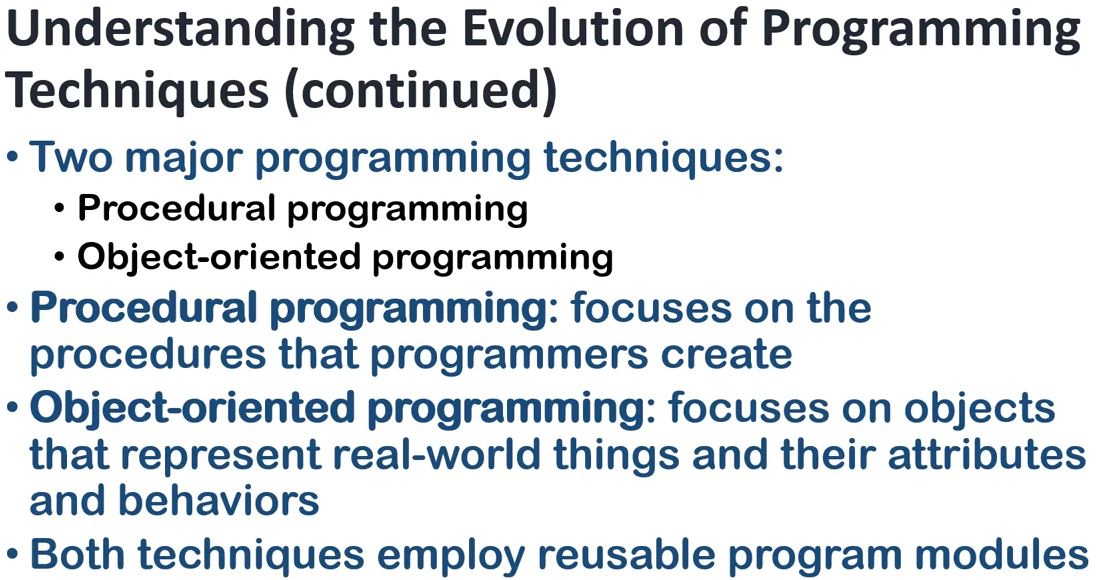 Understanding the Evolution of Programming
Techniques (continued)
• Two major programming techniques:
• Procedural programming
• Object-oriented programming
• Procedural programming: focuses on the
procedures that programmers create
• Object-oriented programming: focuses on objects
that represent real-world things and their attributes
and behaviors
• Both techniques employ reusable program modules